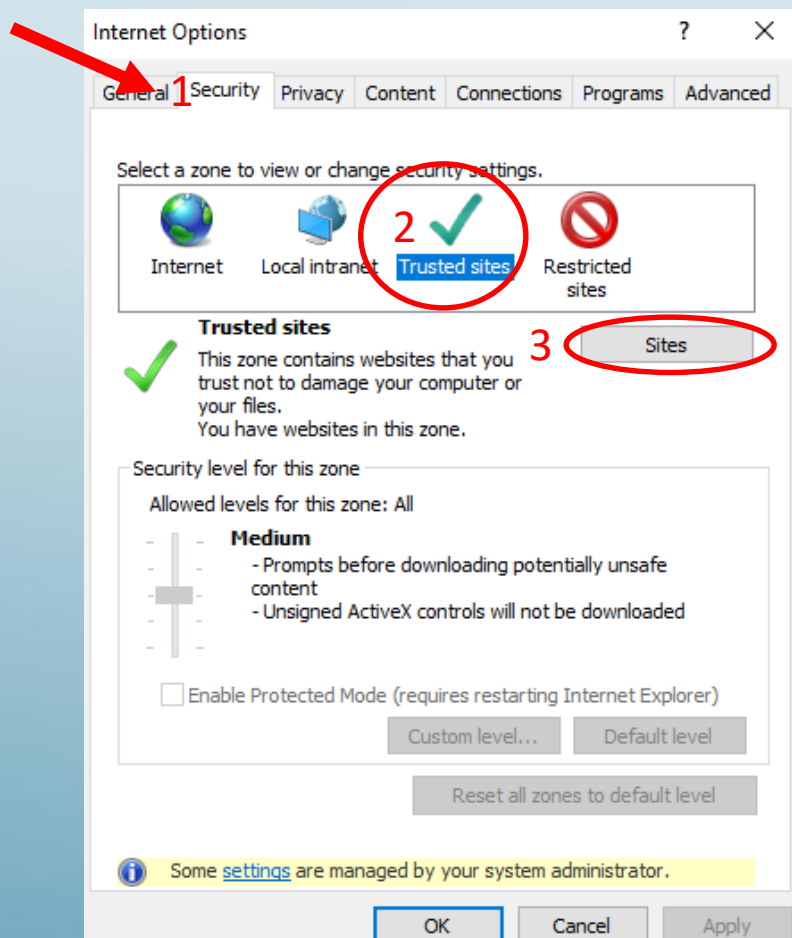 Internet Options ?
General 1 Security Privacy Content Connections Programs Advanced
Select a zone to view or change security settings.
2
Internet Local intranet Trusted sites Restricted
sites
Trusted sites
3 Sites
This zone contains websites that you
trust not to damage your computer or
your files.
You have websites in this zone.
Security level for this zone
Allowed levels for this zone: All
Medium
- Prompts before downloading potentially unsafe
content
- Unsigned ActiveX controls will not be downloaded
Enable Protected Mode (requires restarting Internet Explorer)
Custom level... Default level
Reset all zones to default level
Some settings are managed by your system administrator.
OK Cancel Apply